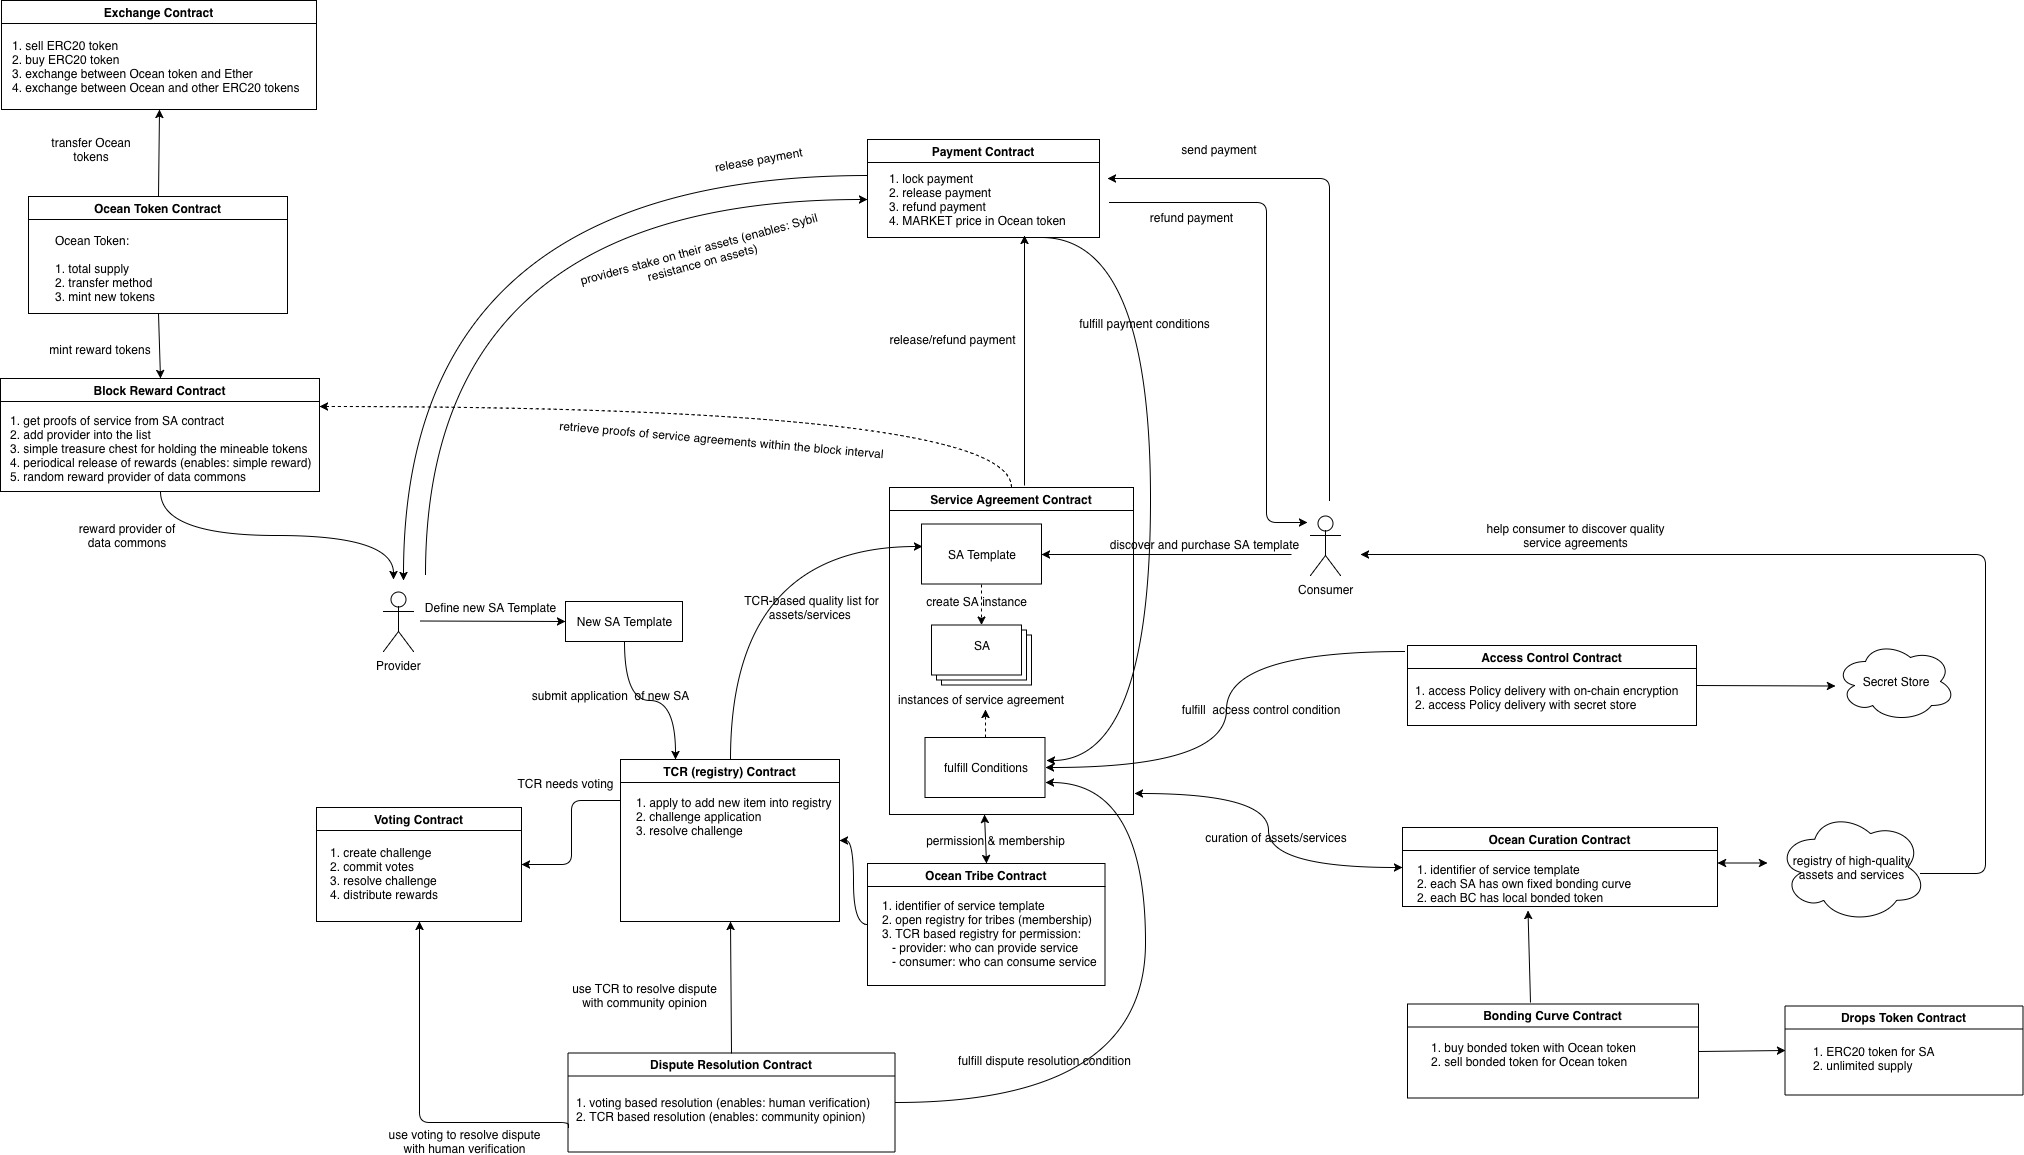 Exchange Contract
1. sell ERC20 token
2. buy ERC20 token
3. exchange between Ocean token and Ether
4. exchange between Ocean and other ERC20 tokens
transfer Ocean
tokens
Ocean Token Contract
Ocean Token:
1. total supply
2. transfer method
3. mint new tokens
mint reward tokens
Block Reward Contract
1. get proofs of service from SA contract
2. add provider into the list
3. simple treasure chest for holding the mineable tokens
4. periodical release of rewards (enables: simple reward)
5. random reward provider of data commons
reward provider of
data commons
release payment
providers stake on their assets (enables: Sybil
resistance on assets)
Payment Contract
1. lock payment
2. release payment
3. refund payment
4. MARKET price in Ocean token
send payment
refund payment
release/refund payment
fulfill payment conditions
retrieve proofs of service agreements within the block interval
Service Agreement Contract
SA Template
create SA instance
SA
instances of service agreement
fulfill Conditions
discover and purchase SA template
Consumer
help consumer to discover quality
service agreements
Provider
Define new SA Template
New SA Template
submit application  of new SA
TCR-based quality list for
assets/services
Access Control Contract
1. access Policy delivery with on-chain encryption
2. access Policy delivery with secret store
Secret Store
fulfill  access control condition
TCR (registry) Contract
1. apply to add new item into registry
2. challenge application
3. resolve challenge
TCR needs voting
Voting Contract
1. create challenge
2. commit votes
3. resolve challenge
4. distribute rewards
permission & membership
Ocean Tribe Contract
1. identifier of service template
2. open registry for tribes (membership)
3. TCR based registry for permission:
- provider: who can provide service
- consumer: who can consume service
curation of assets/services
Ocean Curation Contract
1. identifier of service template
2. each SA has own fixed bonding curve
2. each BC has local bonded token
registry of high-quality
assets and services
use TCR to resolve dispute
with community opinion
Dispute Resolution Contract
1. voting based resolution (enables: human verification)
2. TCR based resolution (enables: community opinion)
fulfill dispute resolution condition
use voting to resolve dispute
with human verification
Bonding Curve Contract
1. buy bonded token with Ocean token
2. sell bonded token for Ocean token
Drops Token Contract
1. ERC20 token for SA
2. unlimited supply